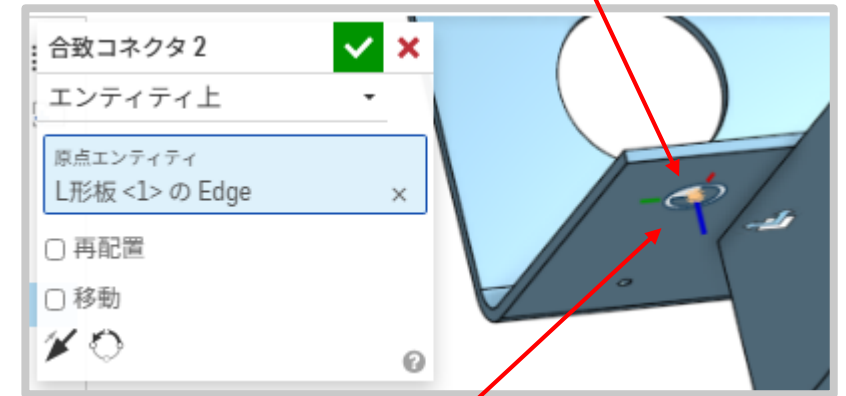 合致コネクタ 2
エンティティ上
原点エンティティ
L形板 <1> の Edge
再配置
移動